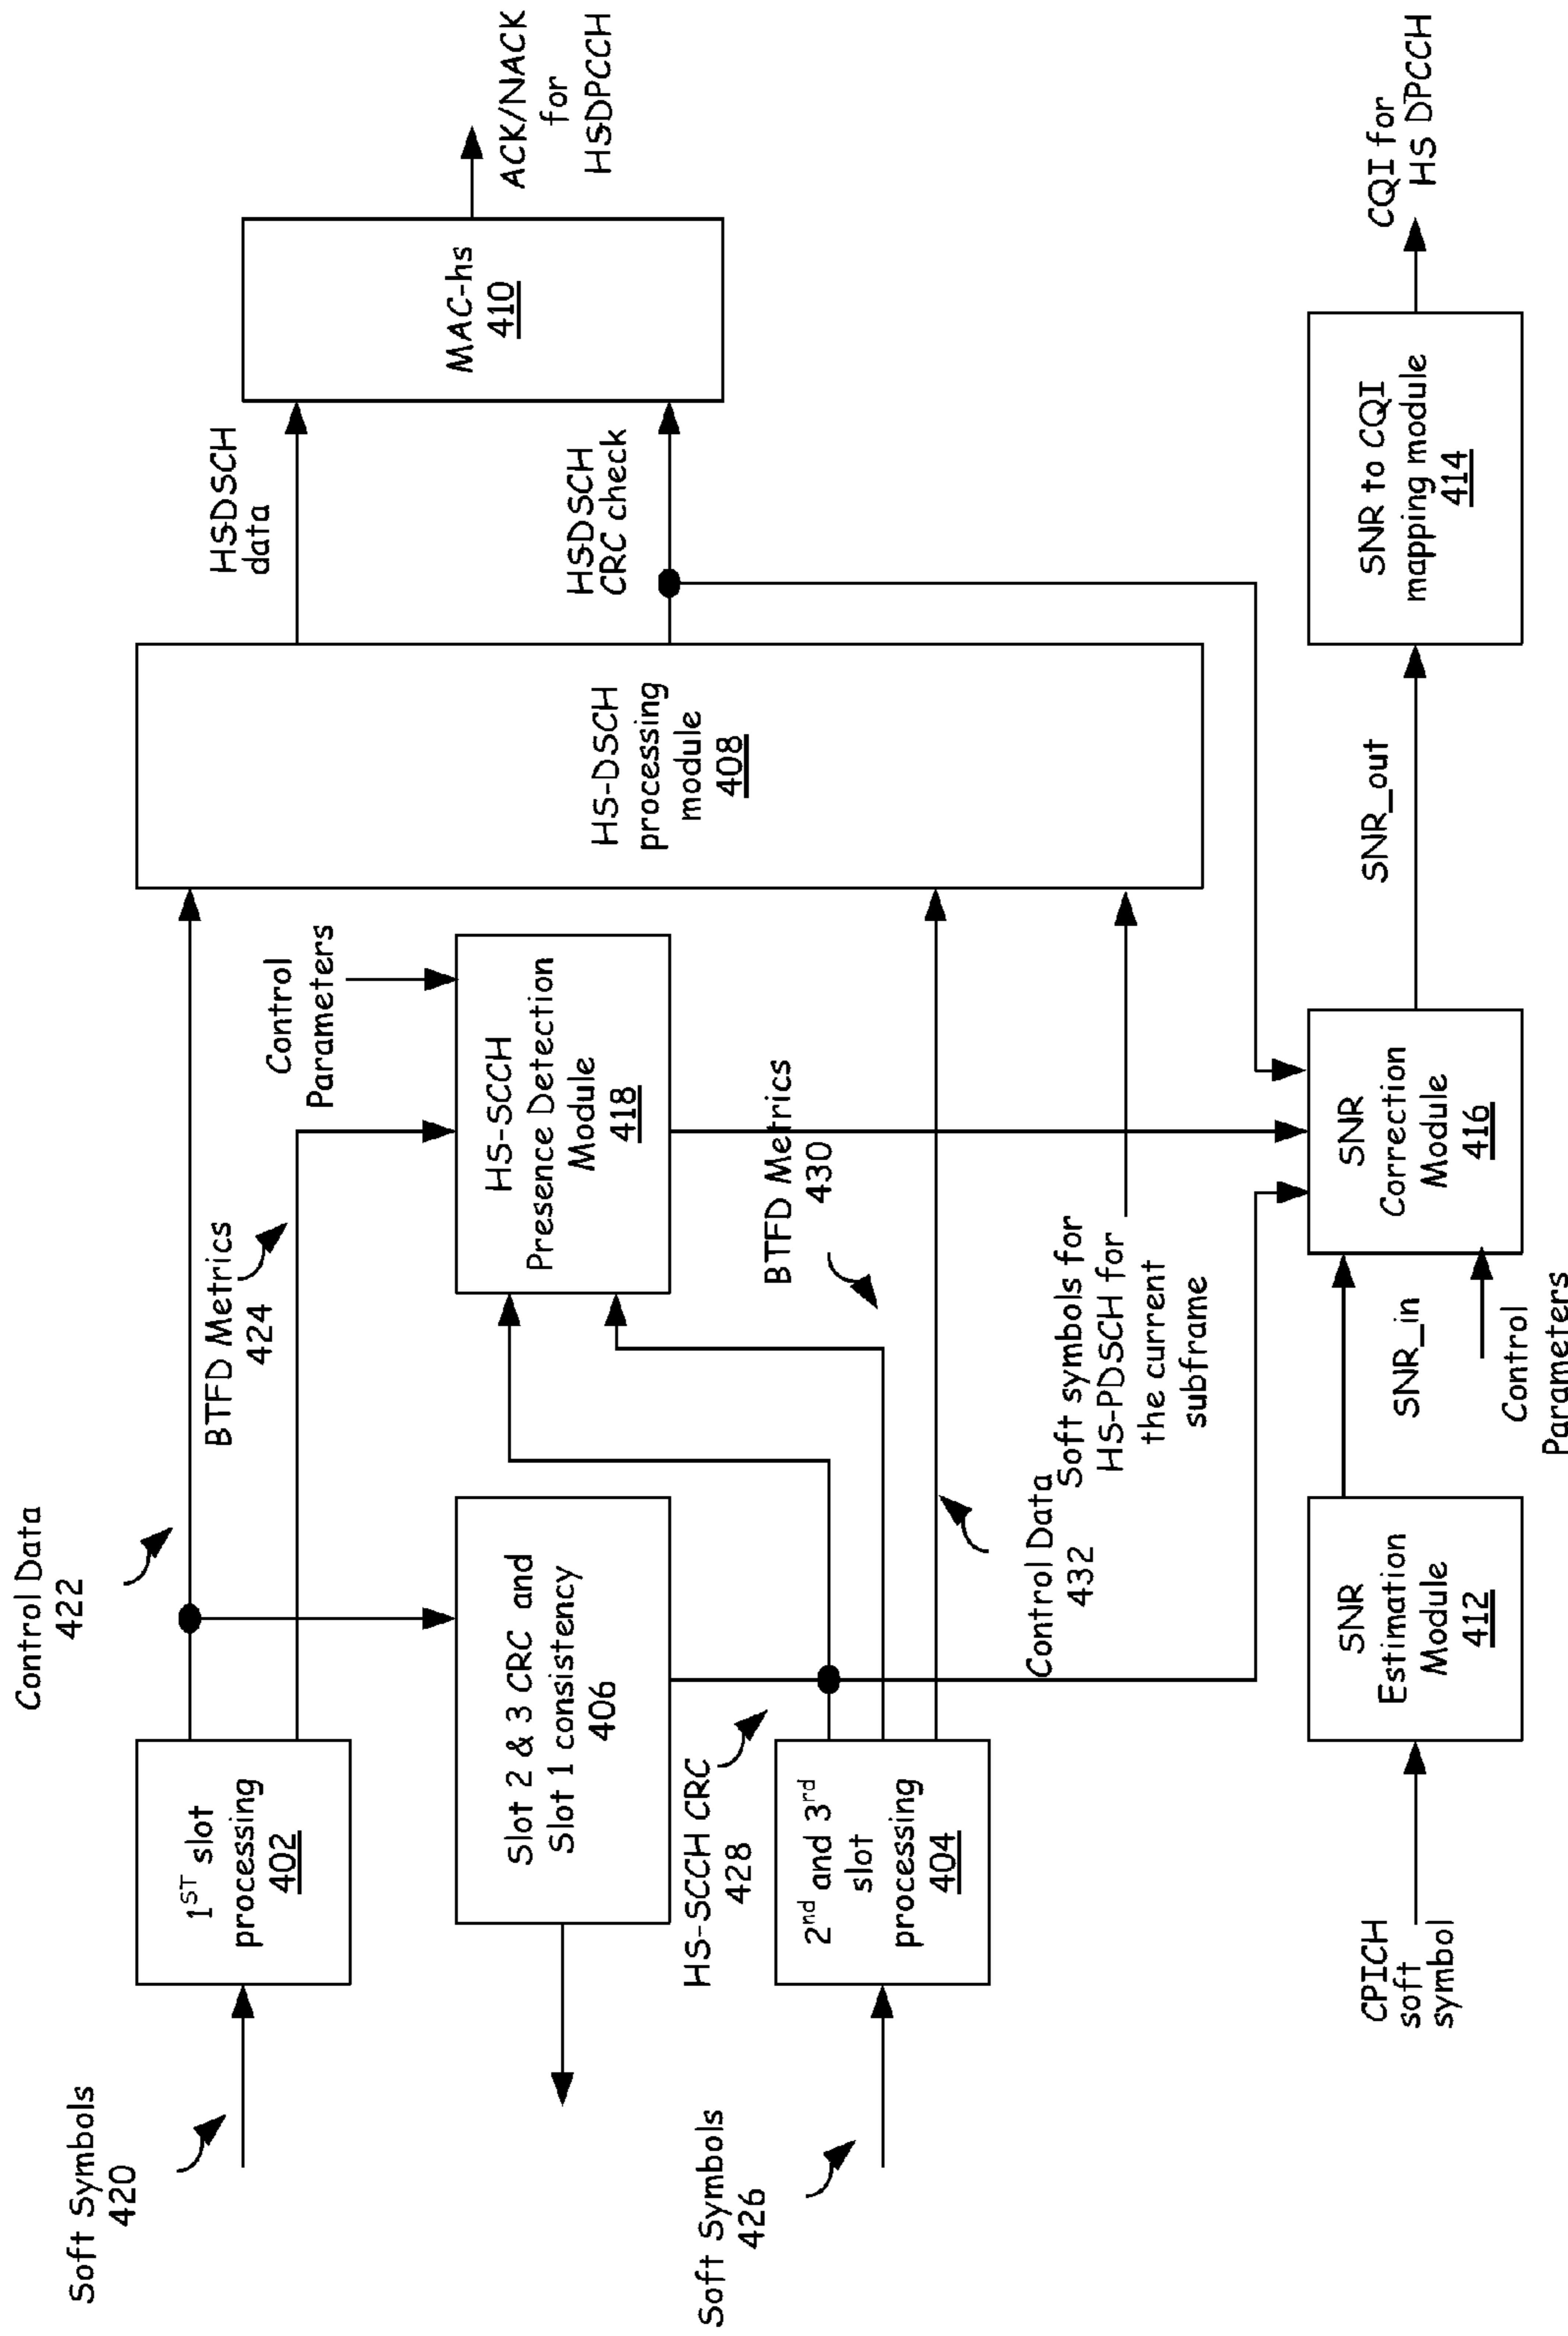 Soft Symbols
420
1ST slot
processing
402
Control Data
422
BTFD Metrics
424
Control
Parameters
HS-SCCH
Presence Detection
Module
418
Slot 2 & 3 CRC and
Slot 1 consistency
406
HS-DSCH
processing
module
408
HSDSCH
data
HSDSCH
CRC check
MAC-hs
410
ACK/NACK
for
HSDPCCH
Soft Symbols
426
HS-SCCH CRC
428
2nd and 3rd
slot
processing
404
BTFD Metrics
430
Control Data
432
Soft symbols for
HS-PDSCH for
the current
subframe
CPICH
soft
symbol
SNR
Estimation
Module
412
SNR_in
Control
Parameters
SNR
Correction
Module
416
SNR_out
SNR to CQI
mapping module
414
CQI for
HS DPCCH